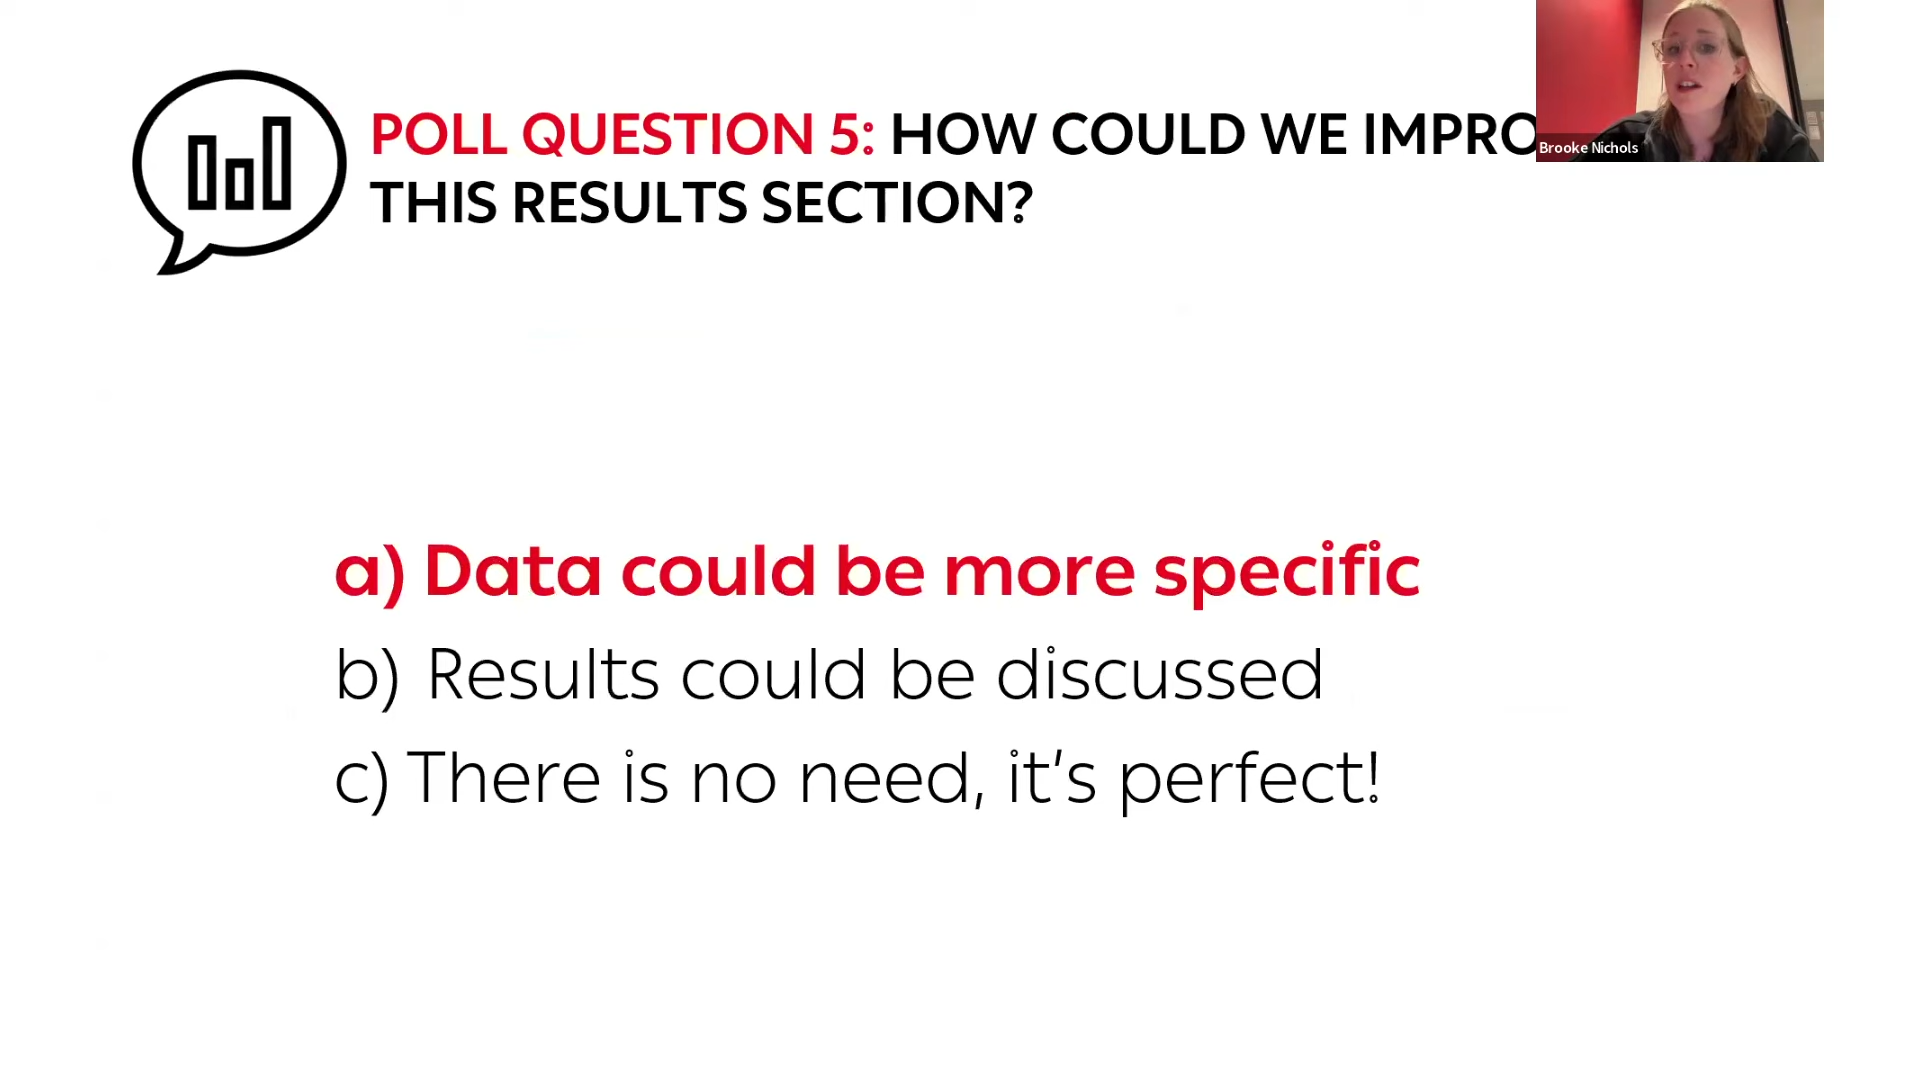 POLL QUESTION 5: HOW COULD WE IMPRO
THIS RESULTS SECTION?
Brooke Nichols
a) Data could be more specific
b) Results could be discussed
c) There is no need, it’s perfect!